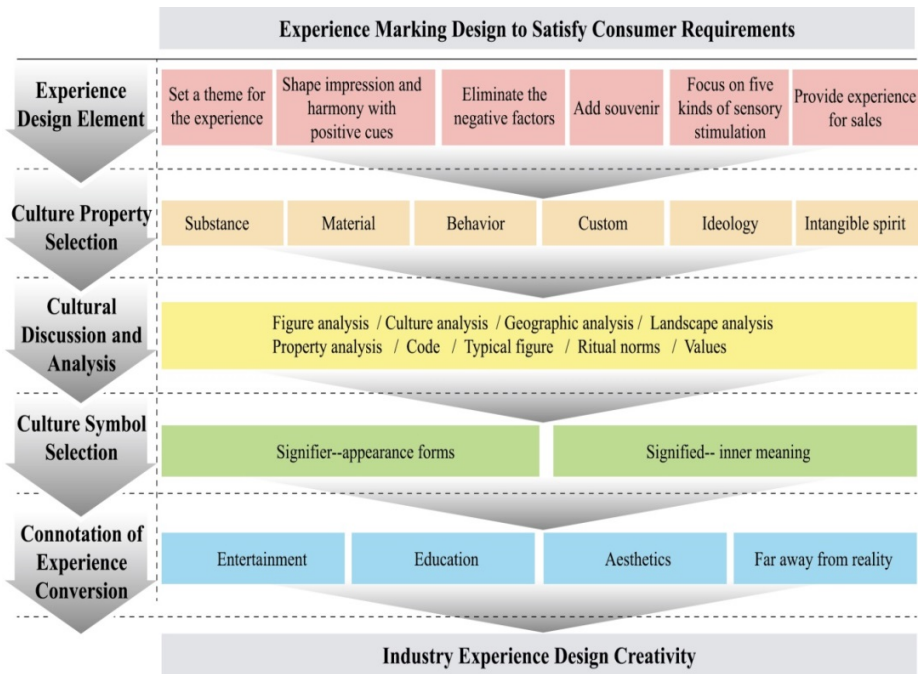 Experience Marking Design to Satisfy Consumer Requirements
Experience
Design Element
Set a theme for
the experience
Shape impression and
harmony with
positive cues
Eliminate the
negative factors
Add souvenir
Focus on five
kinds of sensory
stimulation
Provide experience
for sales
Culture Property
Selection
Substance
Material
Behavior
Custom
Ideology
Intangible spirit
Cultural
Discussion and
Analysis
Figure analysis / Culture analysis / Geographic analysis / Landscape analysis
Property analysis / Code / Typical figure / Ritual norms / Values
Culture Symbol
Selection
Signifier--appearance forms
Signified-- inner meaning
Connotation of
Experience
Conversion
Entertainment
Education
Aesthetics
Far away from reality
Industry Experience Design Creativity